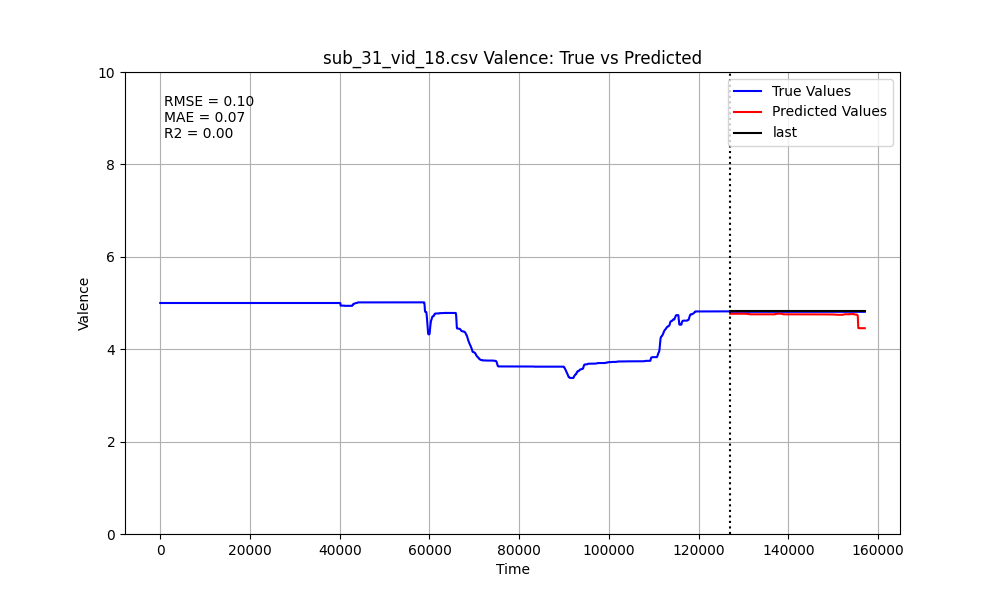 sub_31_vid_18.csv Valence: True vs Predicted
RMSE = 0.10
MAE = 0.07
R2 = 0.00
True Values
Predicted Values
last
Valence
10
8
6
4
2
0
0 20000 40000 60000 80000 100000 120000 140000 160000
Time